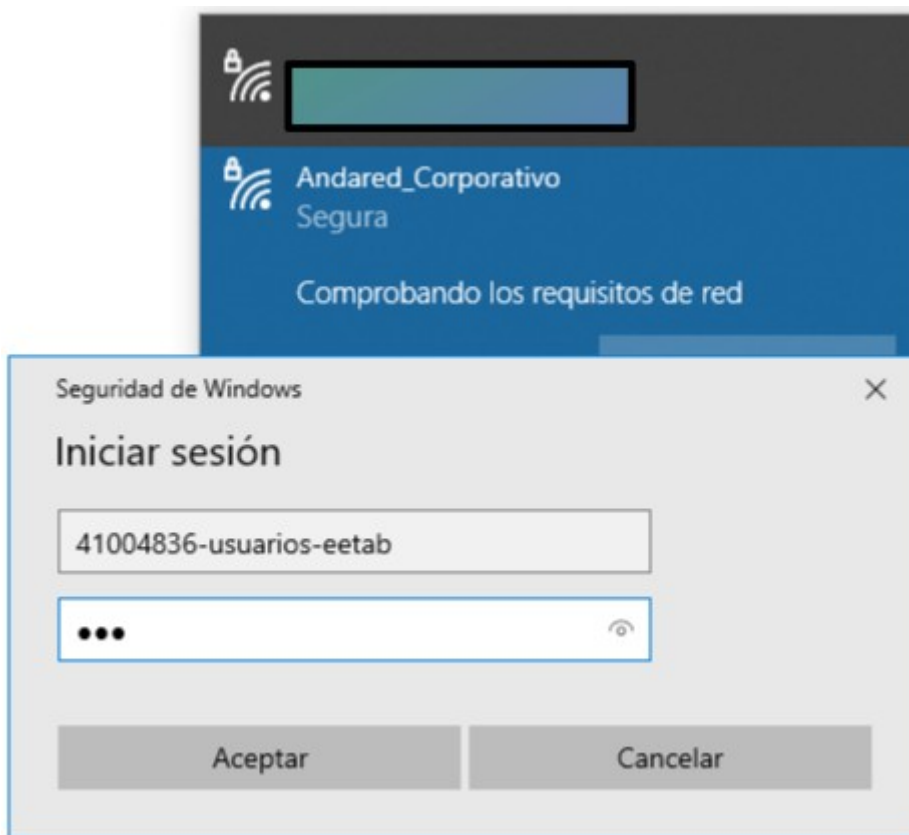 Andared_Corporativo
Segura
Comprobando los requisitos de red
Seguridad de Windows
Iniciar sesión
41004836-usuarios-eetab
•••
Aceptar
Cancelar